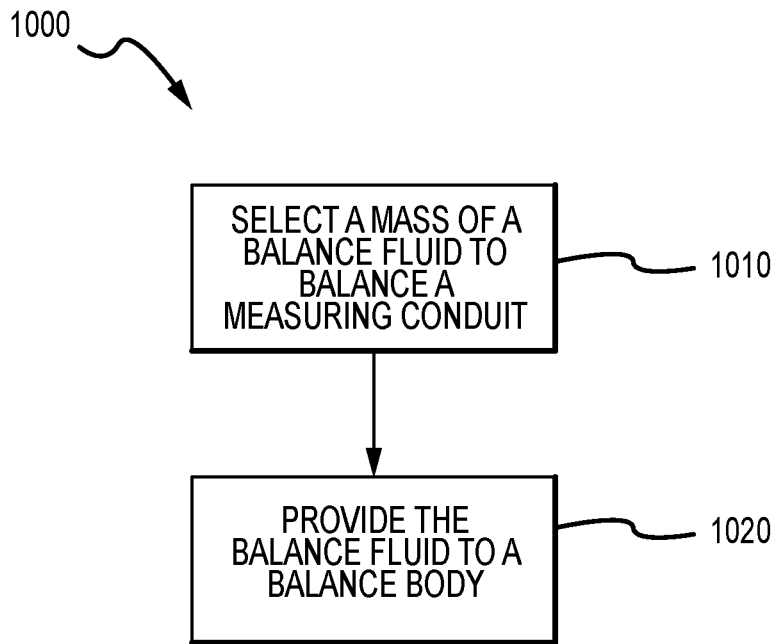 1000
SELECT A MASS OF A
BALANCE FLUID TO
BALANCE A
MEASURING CONDUIT
1010
PROVIDE THE
BALANCE FLUID TO A
BALANCE BODY
1020